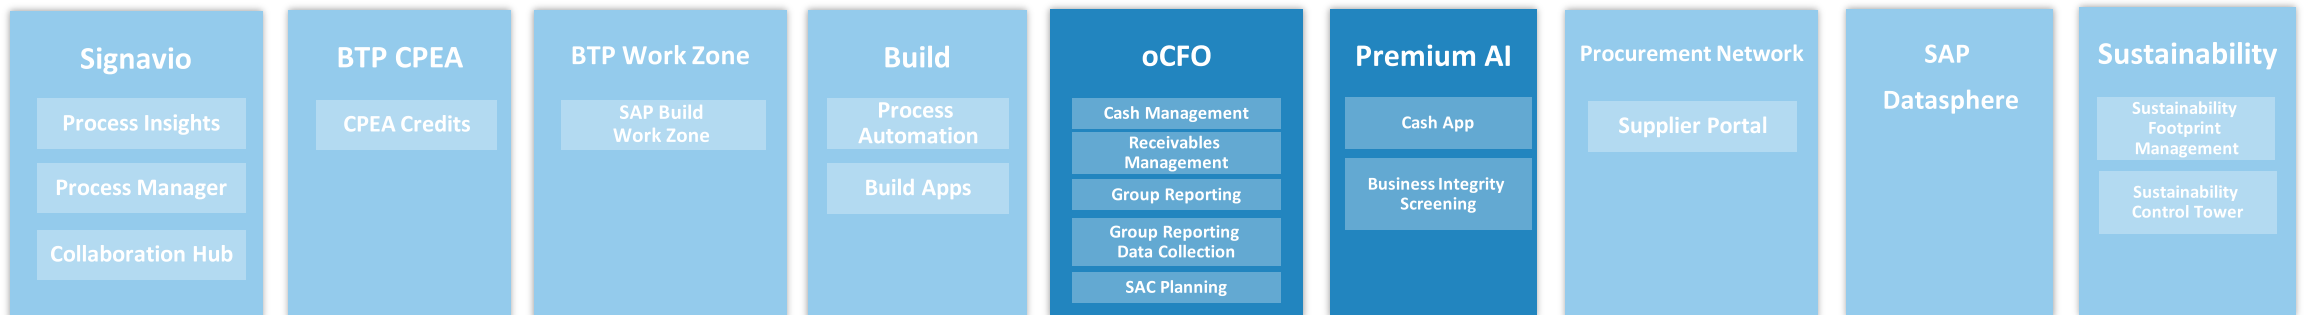 Signavio
Process Insights
Process Manager
Collaboration Hub
BTP CPEA
CPEA Credits
BTP Work Zone
SAP Build
Work Zone
Build
Process
Automation
Build Apps
oCFO
Cash Management
Receivables
Management
Group Reporting
Group Reporting
Data Collection
SAC Planning
Premium AI
Cash App
Business Integrity
Screening
Procurement Network
Supplier Portal
SAP
Datasphere
Sustainability
Sustainability
Footprint
Management
Sustainability
Control Tower